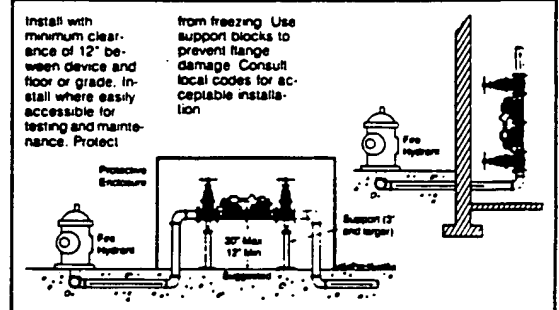 Install with
minimum clear-
ance of 12" be-
ween device and
floor or grade. In-
stall where easily
accessible for
testing and mainte-
nance. Protect
from freezing. Use
support blocks to
prevent flange
damage. Consult
local codes for ac-
ceptable installa-
tion
Fire
Hydrant
Protective
Enclosure
Fire
Hydrant
30" Max
12" Min
Suggested
Support (3"
and larger)